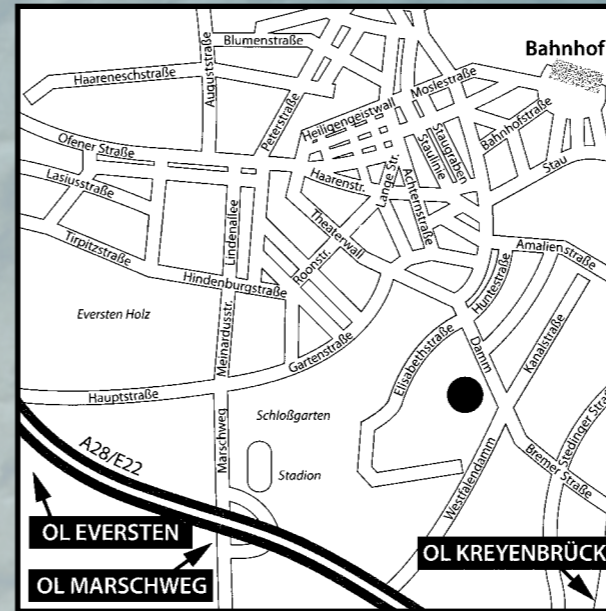 Blumenstraße
Bahnhof
Haareneschstraße
Auguststraße
Peterstraße
Heiligengeistwall
Moslestraße
Bahnhofstraße
Ofener Straße
Staugraben
Staulinie
Stau
Lasiusstraße
Haarenstr.
Lange Str.
Achternstraße
Lindenallee
Theaterwall
Tirpitzstraße
Roonstr.
Amalienstraße
Hindenburgstraße
Huntestraße
Eversten Holz
Meinardusstr.
Gartenstraße
Elisabethstraße
Damm
Kanalstraße
Hauptstraße
Schloßgarten
Marschweg
Stedinger Straß
A28/E22
Stadion
Westfalendamm
Bremer Straße
OL EVERSTEN
OL KREYENBRÜCK
OL MARSCHWEG